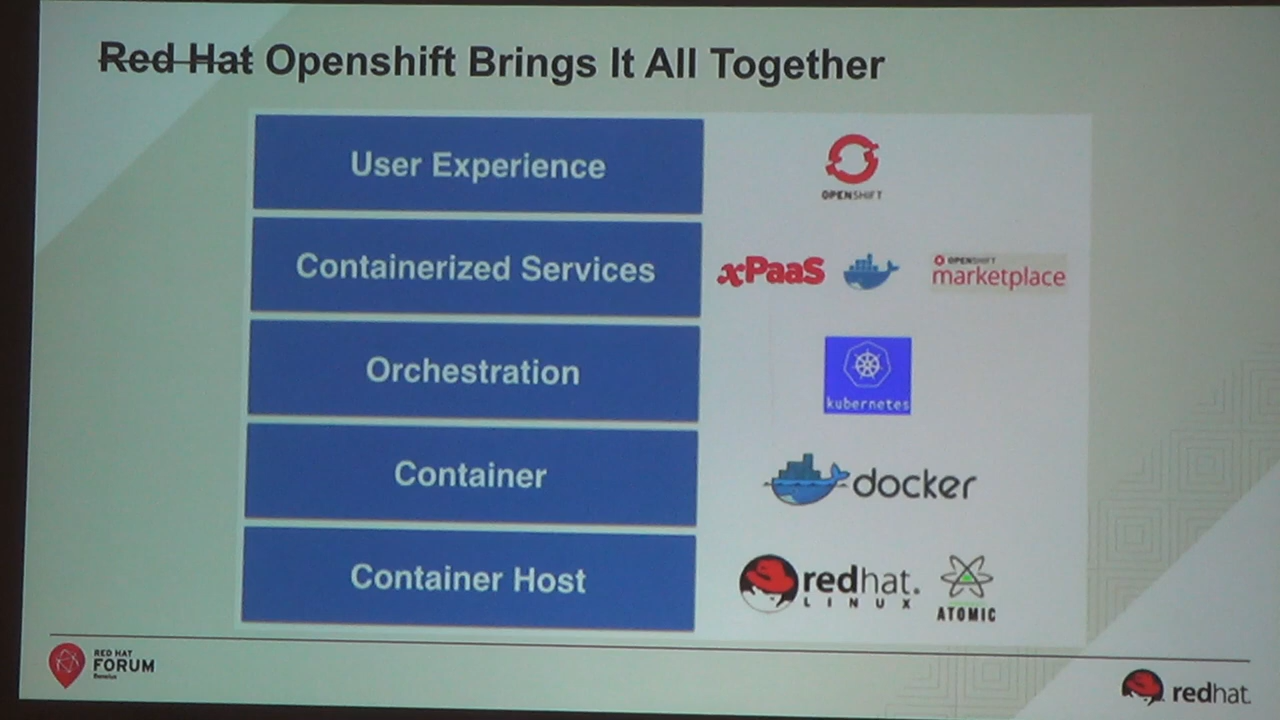 Red Hat Openshift Brings It All Together
User Experience
OPENSHIFT
Containerized Services
xPaaS
OPENSHIFT
marketplace
Orchestration
kubernetes
Container
docker
Container Host
redhat.
LINUX
ATOMIC
RED HAT
FORUM
Benelux
redhat.